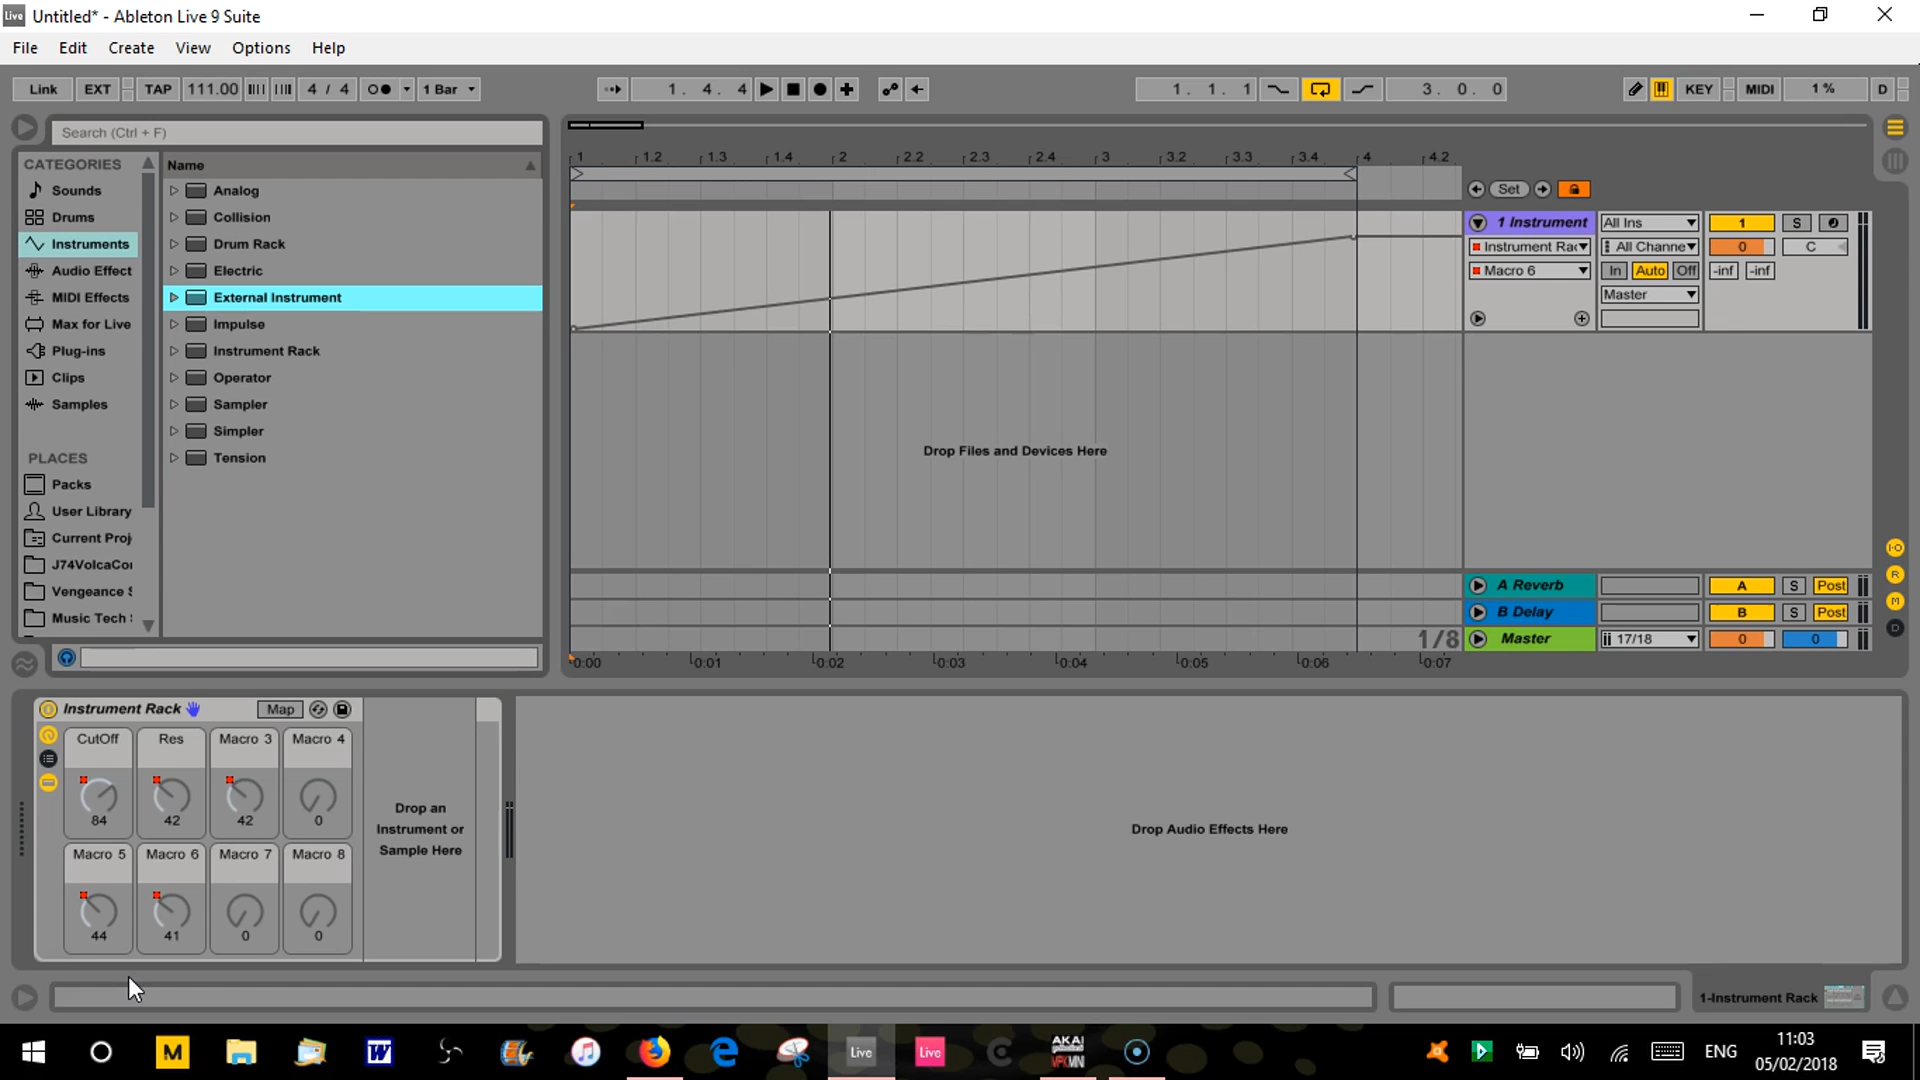 Live Untitled* - Ableton Live 9 Suite
File Edit Create View Options Help
Link EXT TAP 111.00 4 / 4 1 Bar 1. 4. 4 1. 1. 1 3. 0. 0 KEY MIDI 1 % D
Search (Ctrl + F)
CATEGORIES
Sounds
Drums
Instruments
Audio Effect
MIDI Effects
Max for Live
Plug-ins
Clips
Samples
PLACES
Packs
User Library
Current Proj
J74VolcaCor
Vengeance S
Music Tech
Name
Analog
Collision
Drum Rack
Electric
External Instrument
Impulse
Instrument Rack
Operator
Sampler
Simpler
Tension
1 1.2 1.3 1.4 2 2.2 2.3 2.4 3 3.2 3.3 3.4 4 4.2
Set
1 Instrument All Ins 1 S
Instrument Rac All Channe 0 C
Macro 6 In Auto Off -inf -inf
Master
Drop Files and Devices Here
A Reverb A S Post
B Delay B S Post
1/8 Master 17/18 0 0
0:00 0:01 0:02 0:03 0:04 0:05 0:06 0:07
I-O
R
M
D
Instrument Rack Map
CutOff Res Macro 3 Macro 4
84 42 42 0
Macro 5 Macro 6 Macro 7 Macro 8
44 41 0 0
Drop an
Instrument or
Sample Here
Drop Audio Effects Here
1-Instrument Rack
M W Live Live AKAI ENG
11:03
05/02/2018